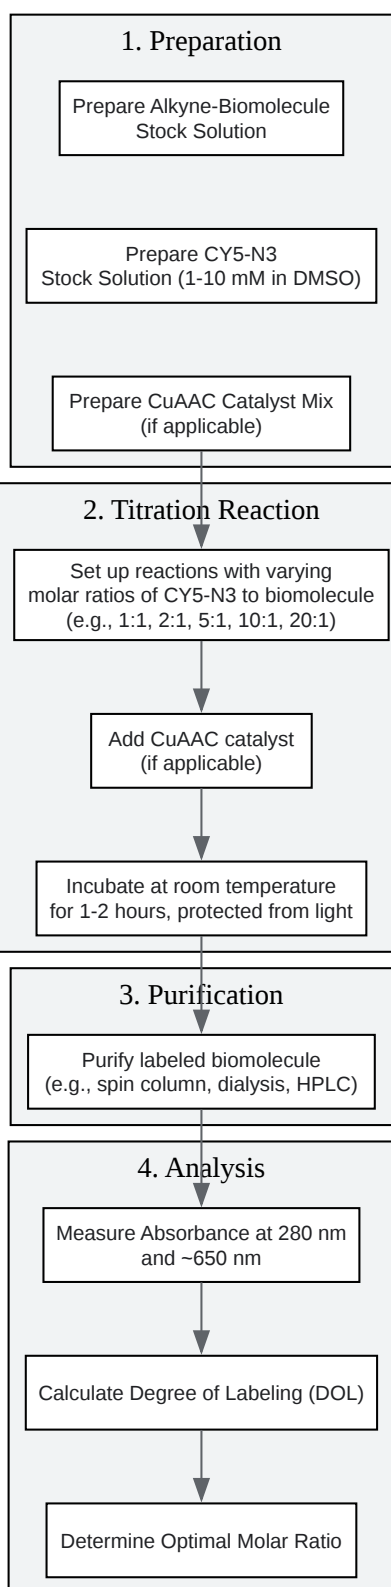 1. Preparation
Prepare Alkyne-Biomolecule
Stock Solution
Prepare CY5-N3
Stock Solution (1-10 mM in DMSO)
Prepare CuAAC Catalyst Mix
(if applicable)
2. Titration Reaction
Set up reactions with varying
molar ratios of CY5-N3 to biomolecule
(e.g., 1:1, 2:1, 5:1, 10:1, 20:1)
Add CuAAC catalyst
(if applicable)
Incubate at room temperature
for 1-2 hours, protected from light
3. Purification
Purify labeled biomolecule
(e.g., spin column, dialysis, HPLC)
4. Analysis
Measure Absorbance at 280 nm
and ~650 nm
Calculate Degree of Labeling (DOL)
Determine Optimal Molar Ratio